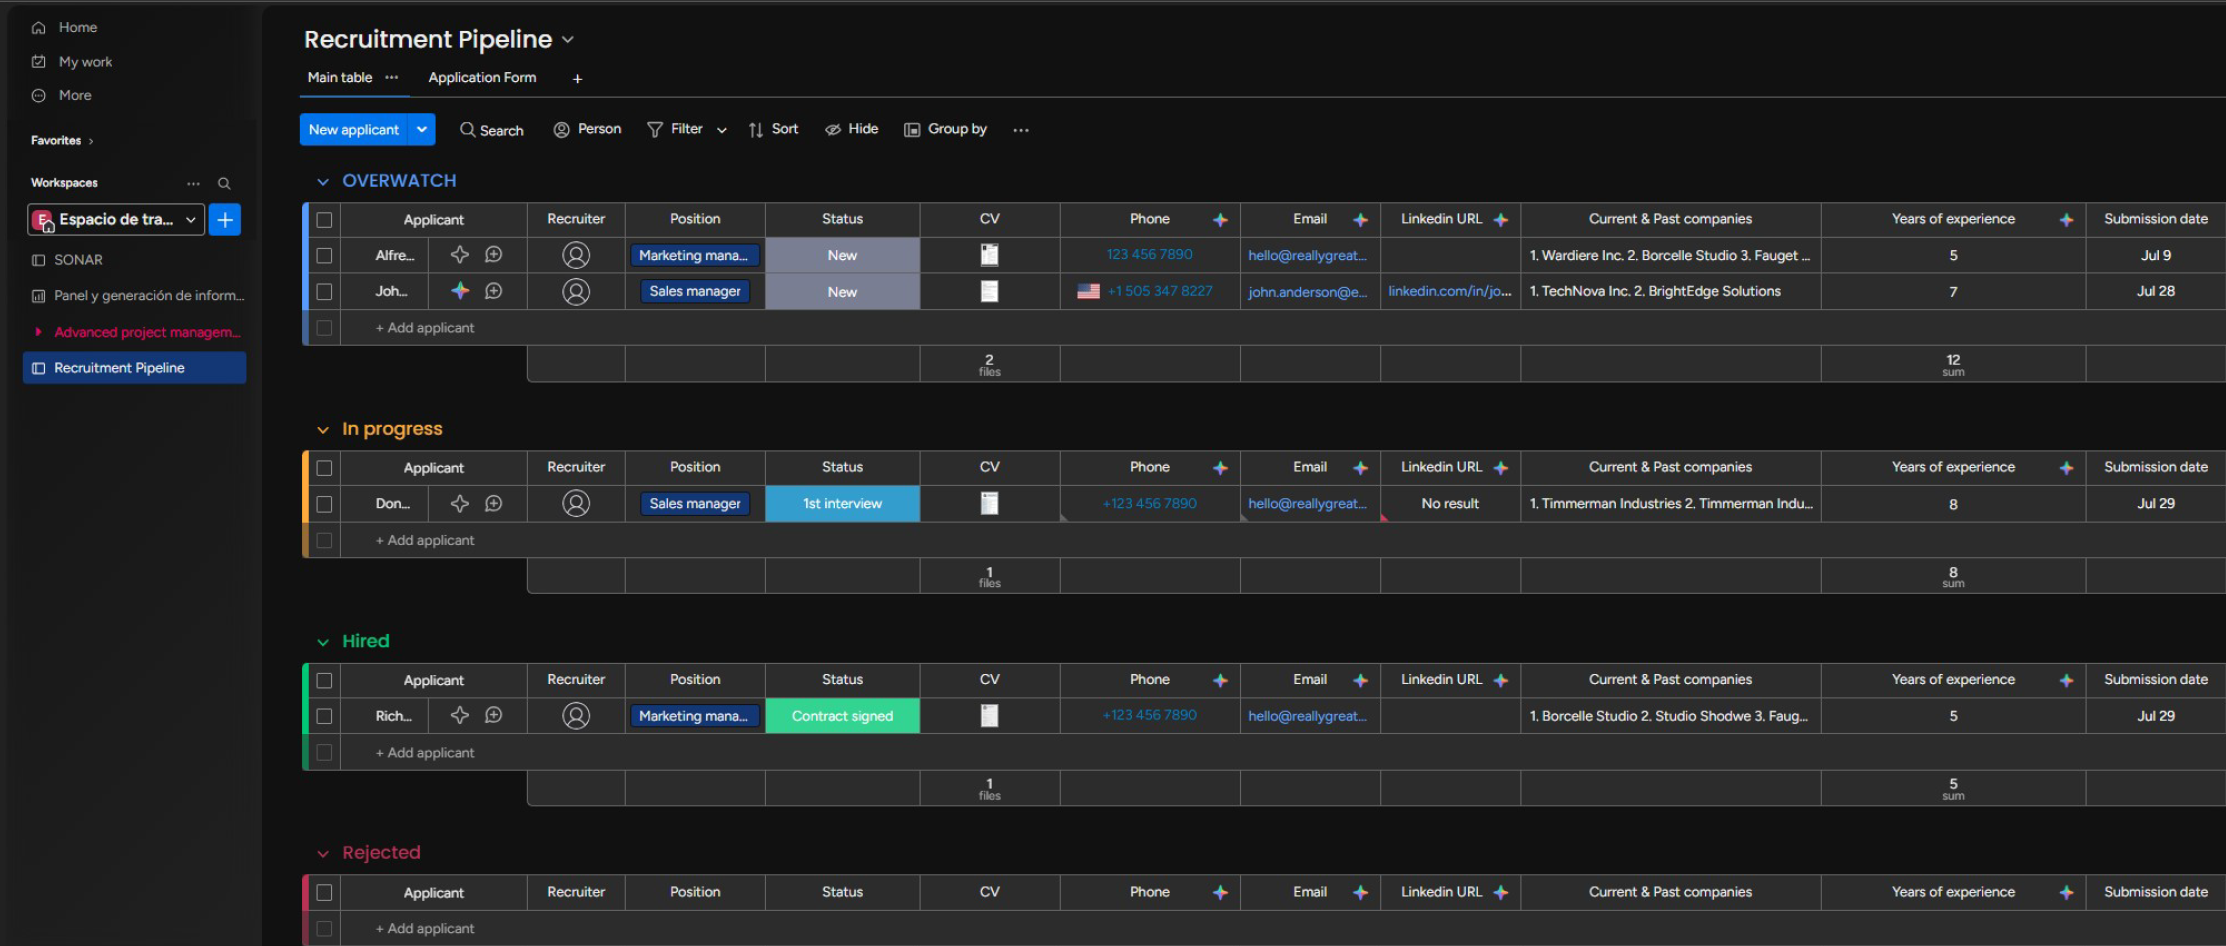 Home
My work
More
Favorites
Workspaces
E Espacio de tra...
SONAR
Panel y generación de inform...
Advanced project managem...
Recruitment Pipeline
Recruitment Pipeline
Main table ... Application Form +
New applicant Search Person Filter Sort Hide Group by ...
OVERWATCH
Applicant Recruiter Position Status CV Phone Email Linkedin URL Current & Past companies Years of experience Submission date
Alfre... Marketing mana... New 123 456 7890 hello@reallygreat... 1. Wardiere Inc. 2. Borcelle Studio 3. Fauget ... 5 Jul 9
Joh... Sales manager New +1 505 347 8227 john.anderson@e... linkedin.com/in/jo... 1. TechNova Inc. 2. BrightEdge Solutions 7 Jul 28
+ Add applicant
2 12
files sum
In progress
Applicant Recruiter Position Status CV Phone Email Linkedin URL Current & Past companies Years of experience Submission date
Don... Sales manager 1st interview +123 456 7890 hello@reallygreat... No result 1. Timmerman Industries 2. Timmerman Indu... 8 Jul 29
+ Add applicant
1 8
files sum
Hired
Applicant Recruiter Position Status CV Phone Email Linkedin URL Current & Past companies Years of experience Submission date
Rich... Marketing mana... Contract signed +123 456 7890 hello@reallygreat... 1. Borcelle Studio 2. Studio Shodwe 3. Faug... 5 Jul 29
+ Add applicant
1 5
files sum
Rejected
Applicant Recruiter Position Status CV Phone Email Linkedin URL Current & Past companies Years of experience Submission date
+ Add applicant